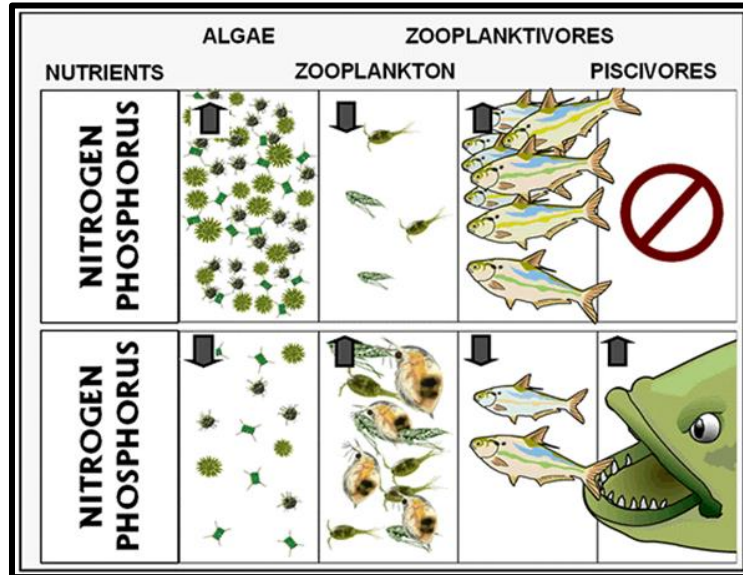 ALGAE ZOOPLANKTIVORES
NUTRIENTS ZOOPLANKTON PISCIVORES
NITROGEN
PHOSPHORUS
NITROGEN
PHOSPHORUS